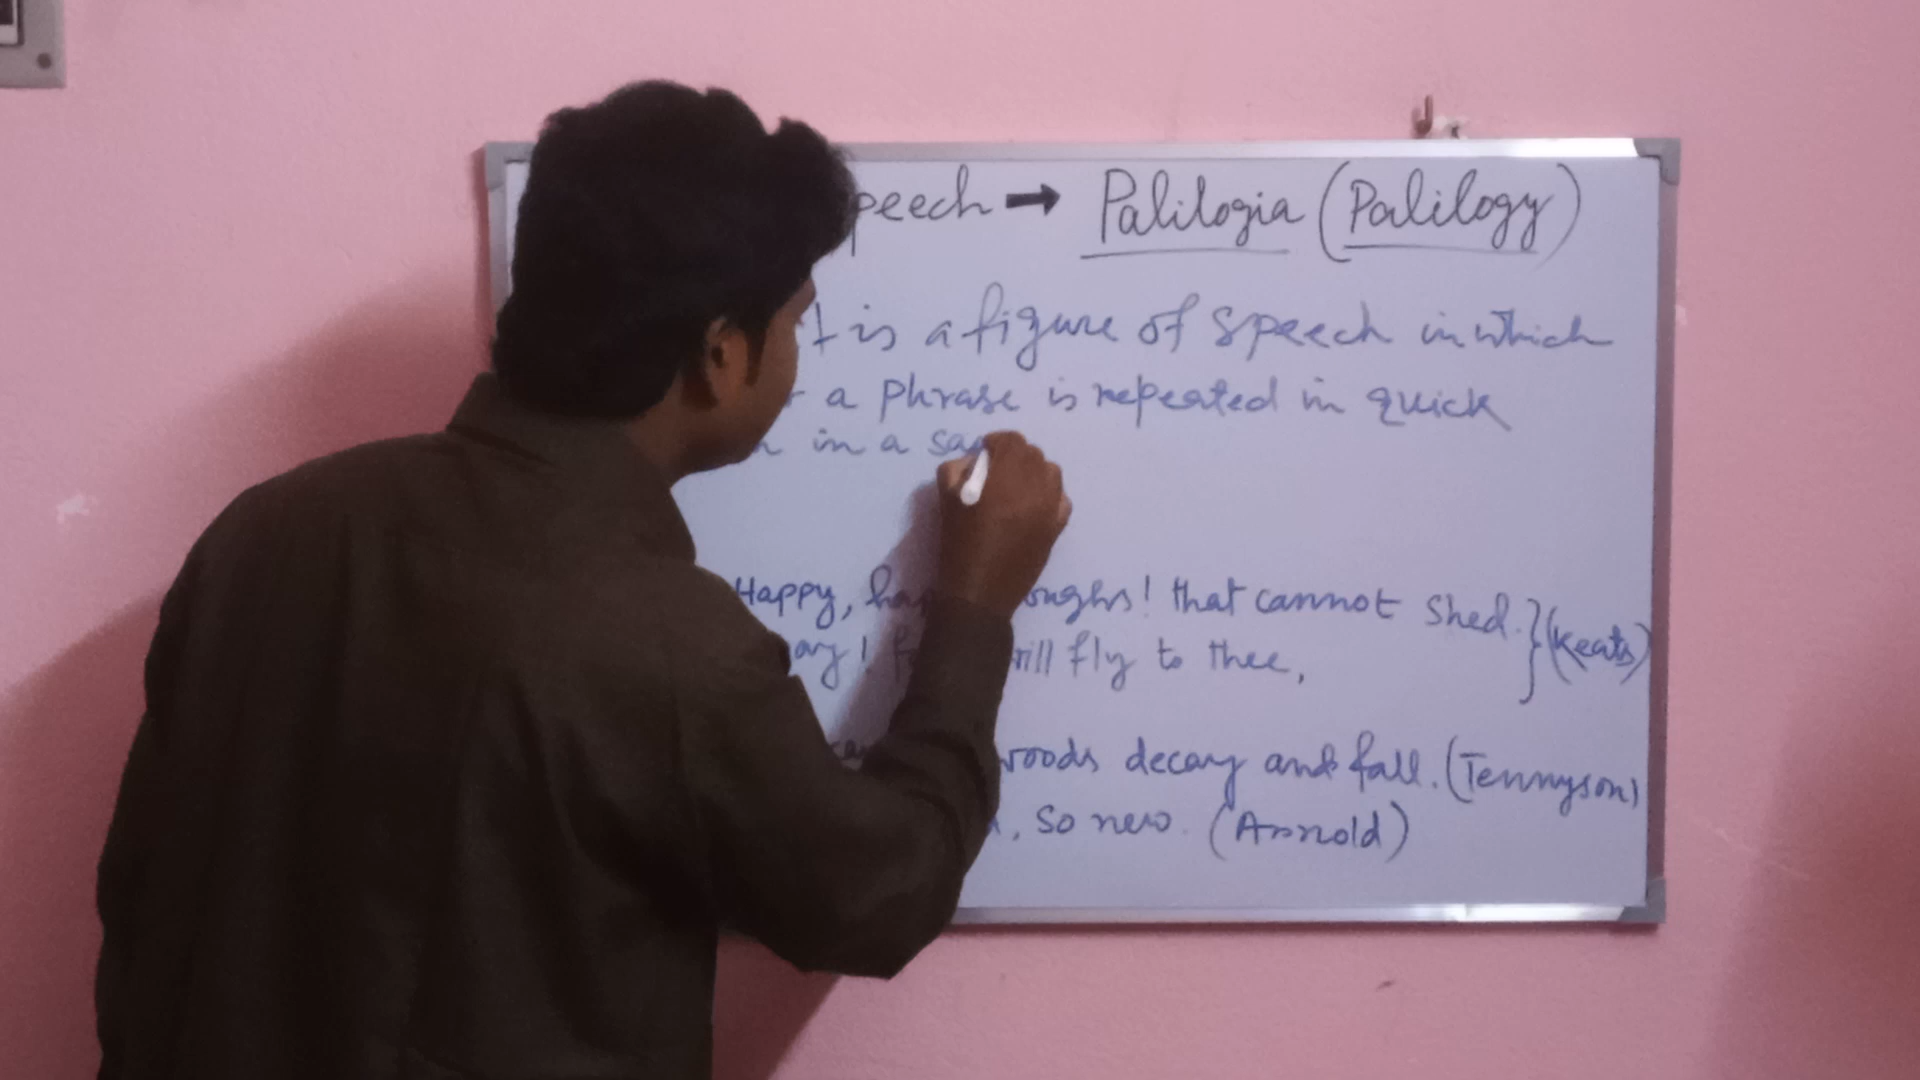 peech → Palilogia (Palilogy)
is a figure of speech in which
a phrase is repeated in quick
in a sa
Happy, ha oughs! that cannot shed. } (Keats)
ay! f ill fly to thee,
woods decay and fall. (Tennyson)
, so new. (Arnold)